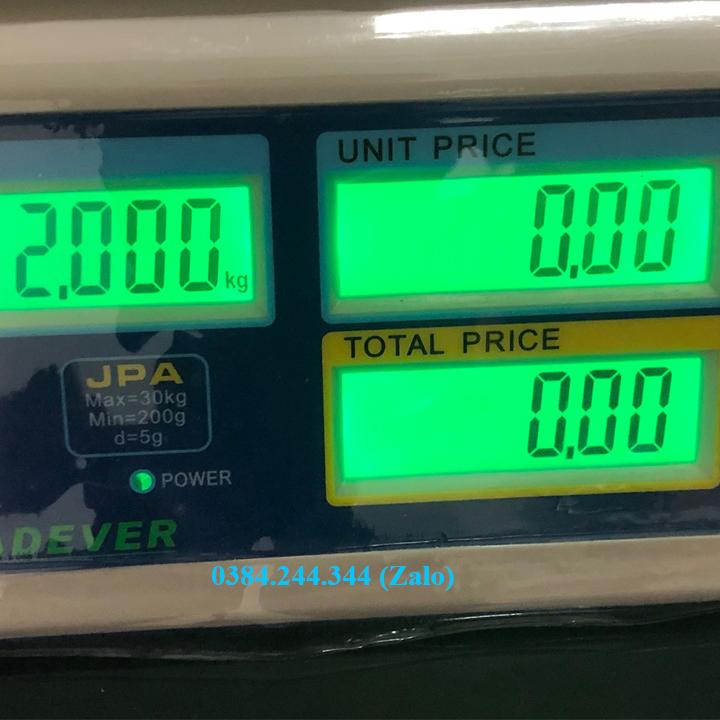 UNIT PRICE
2,000 kg
0,00
TOTAL PRICE
0,00
JPA
Max=30kg
Min=200g
d=5g
POWER
ADEVER
0384.244.344 (Zalo)